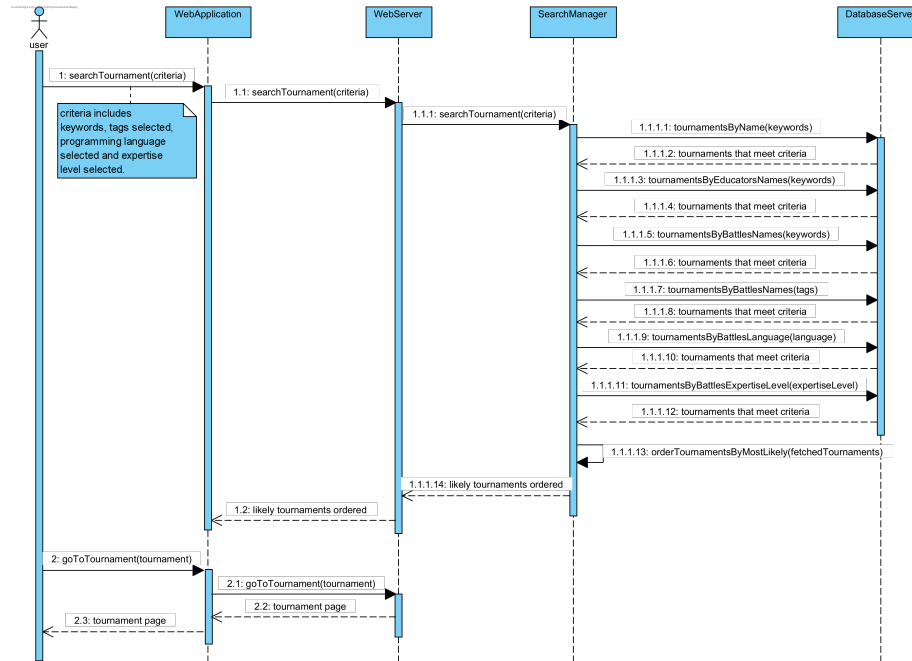 WebApplication
WebServer
SearchManager
DatabaseServe
user
1: searchTournament(criteria)
1.1: searchTournament(criteria)
criteria includes
keywords, tags selected,
programming language
selected and expertise
level selected.
1.1.1: searchTournament(criteria)
1.1.1.1: tournamentsByName(keywords)
1.1.1.2: tournaments that meet criteria
1.1.1.3: tournamentsByEducatorsNames(keywords)
1.1.1.4: tournaments that meet criteria
1.1.1.5: tournamentsByBattlesNames(keywords)
1.1.1.6: tournaments that meet criteria
1.1.1.7: tournamentsByBattlesNames(tags)
1.1.1.8: tournaments that meet criteria
1.1.1.9: tournamentsByBattlesLanguage(language)
1.1.1.10: tournaments that meet criteria
1.1.1.11: tournamentsByBattlesExpertiseLevel(expertiseLevel)
1.1.1.12: tournaments that meet criteria
1.1.1.13: orderTournamentsByMostLikely(fetchedTournaments)
1.1.1.14: likely tournaments ordered
1.2: likely tournaments ordered
2: goToTournament(tournament)
2.1: goToTournament(tournament)
2.2: tournament page
2.3: tournament page